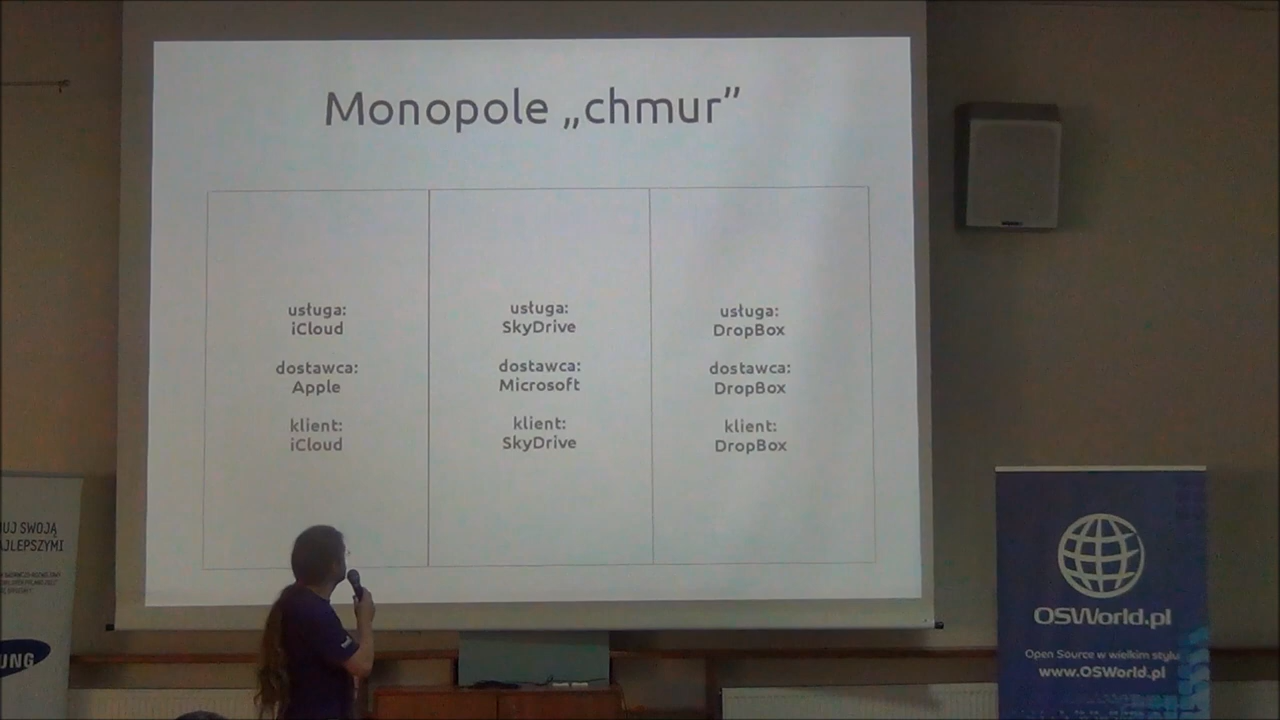 Monopole „chmur”
usługa:
iCloud
dostawca:
Apple
klient:
iCloud
usługa:
SkyDrive
dostawca:
Microsoft
klient:
SkyDrive
usługa:
DropBox
dostawca:
DropBox
klient:
DropBox
UJ SWOJĄ
AJLEPSZYMI
UNG
OSWorld.pl
Open Source w wielkim stylu
www.OSWorld.pl